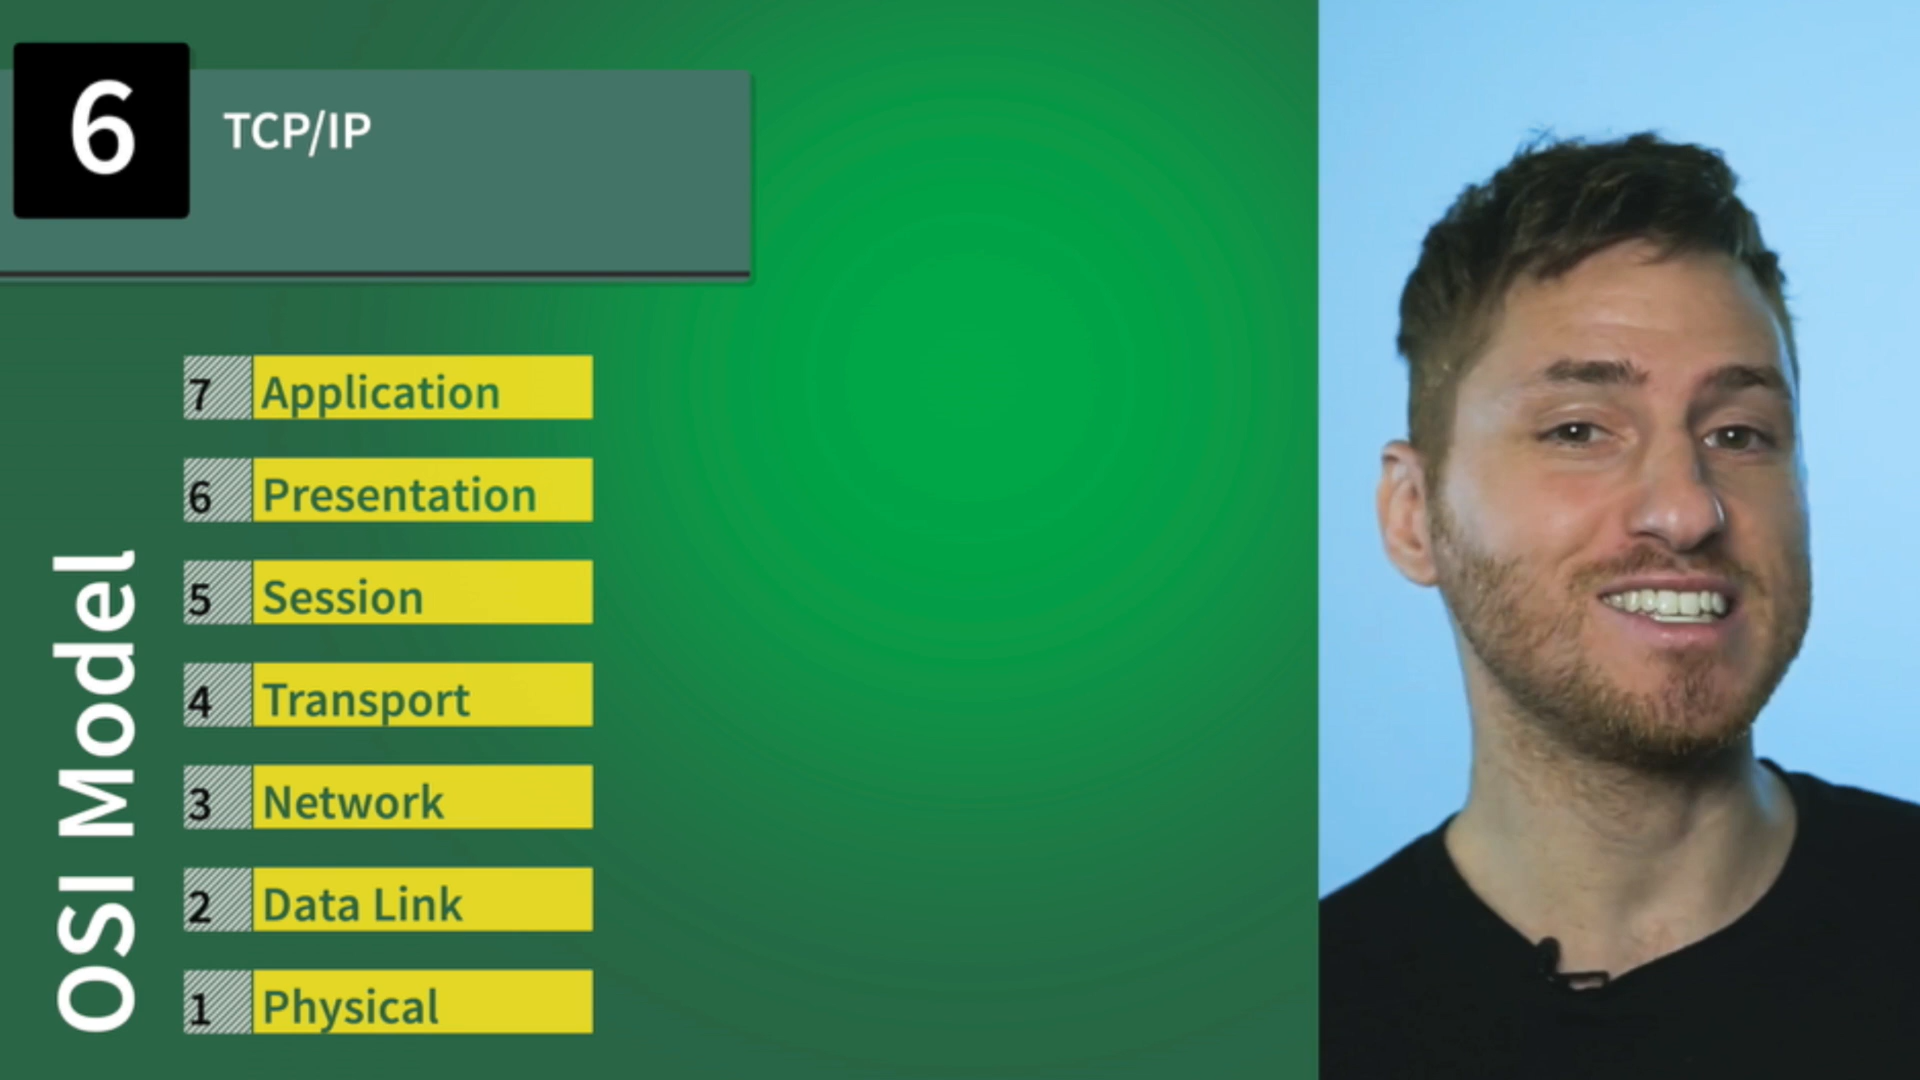 6
TCP/IP
OSI Model
7 Application
6 Presentation
5 Session
4 Transport
3 Network
2 Data Link
1 Physical